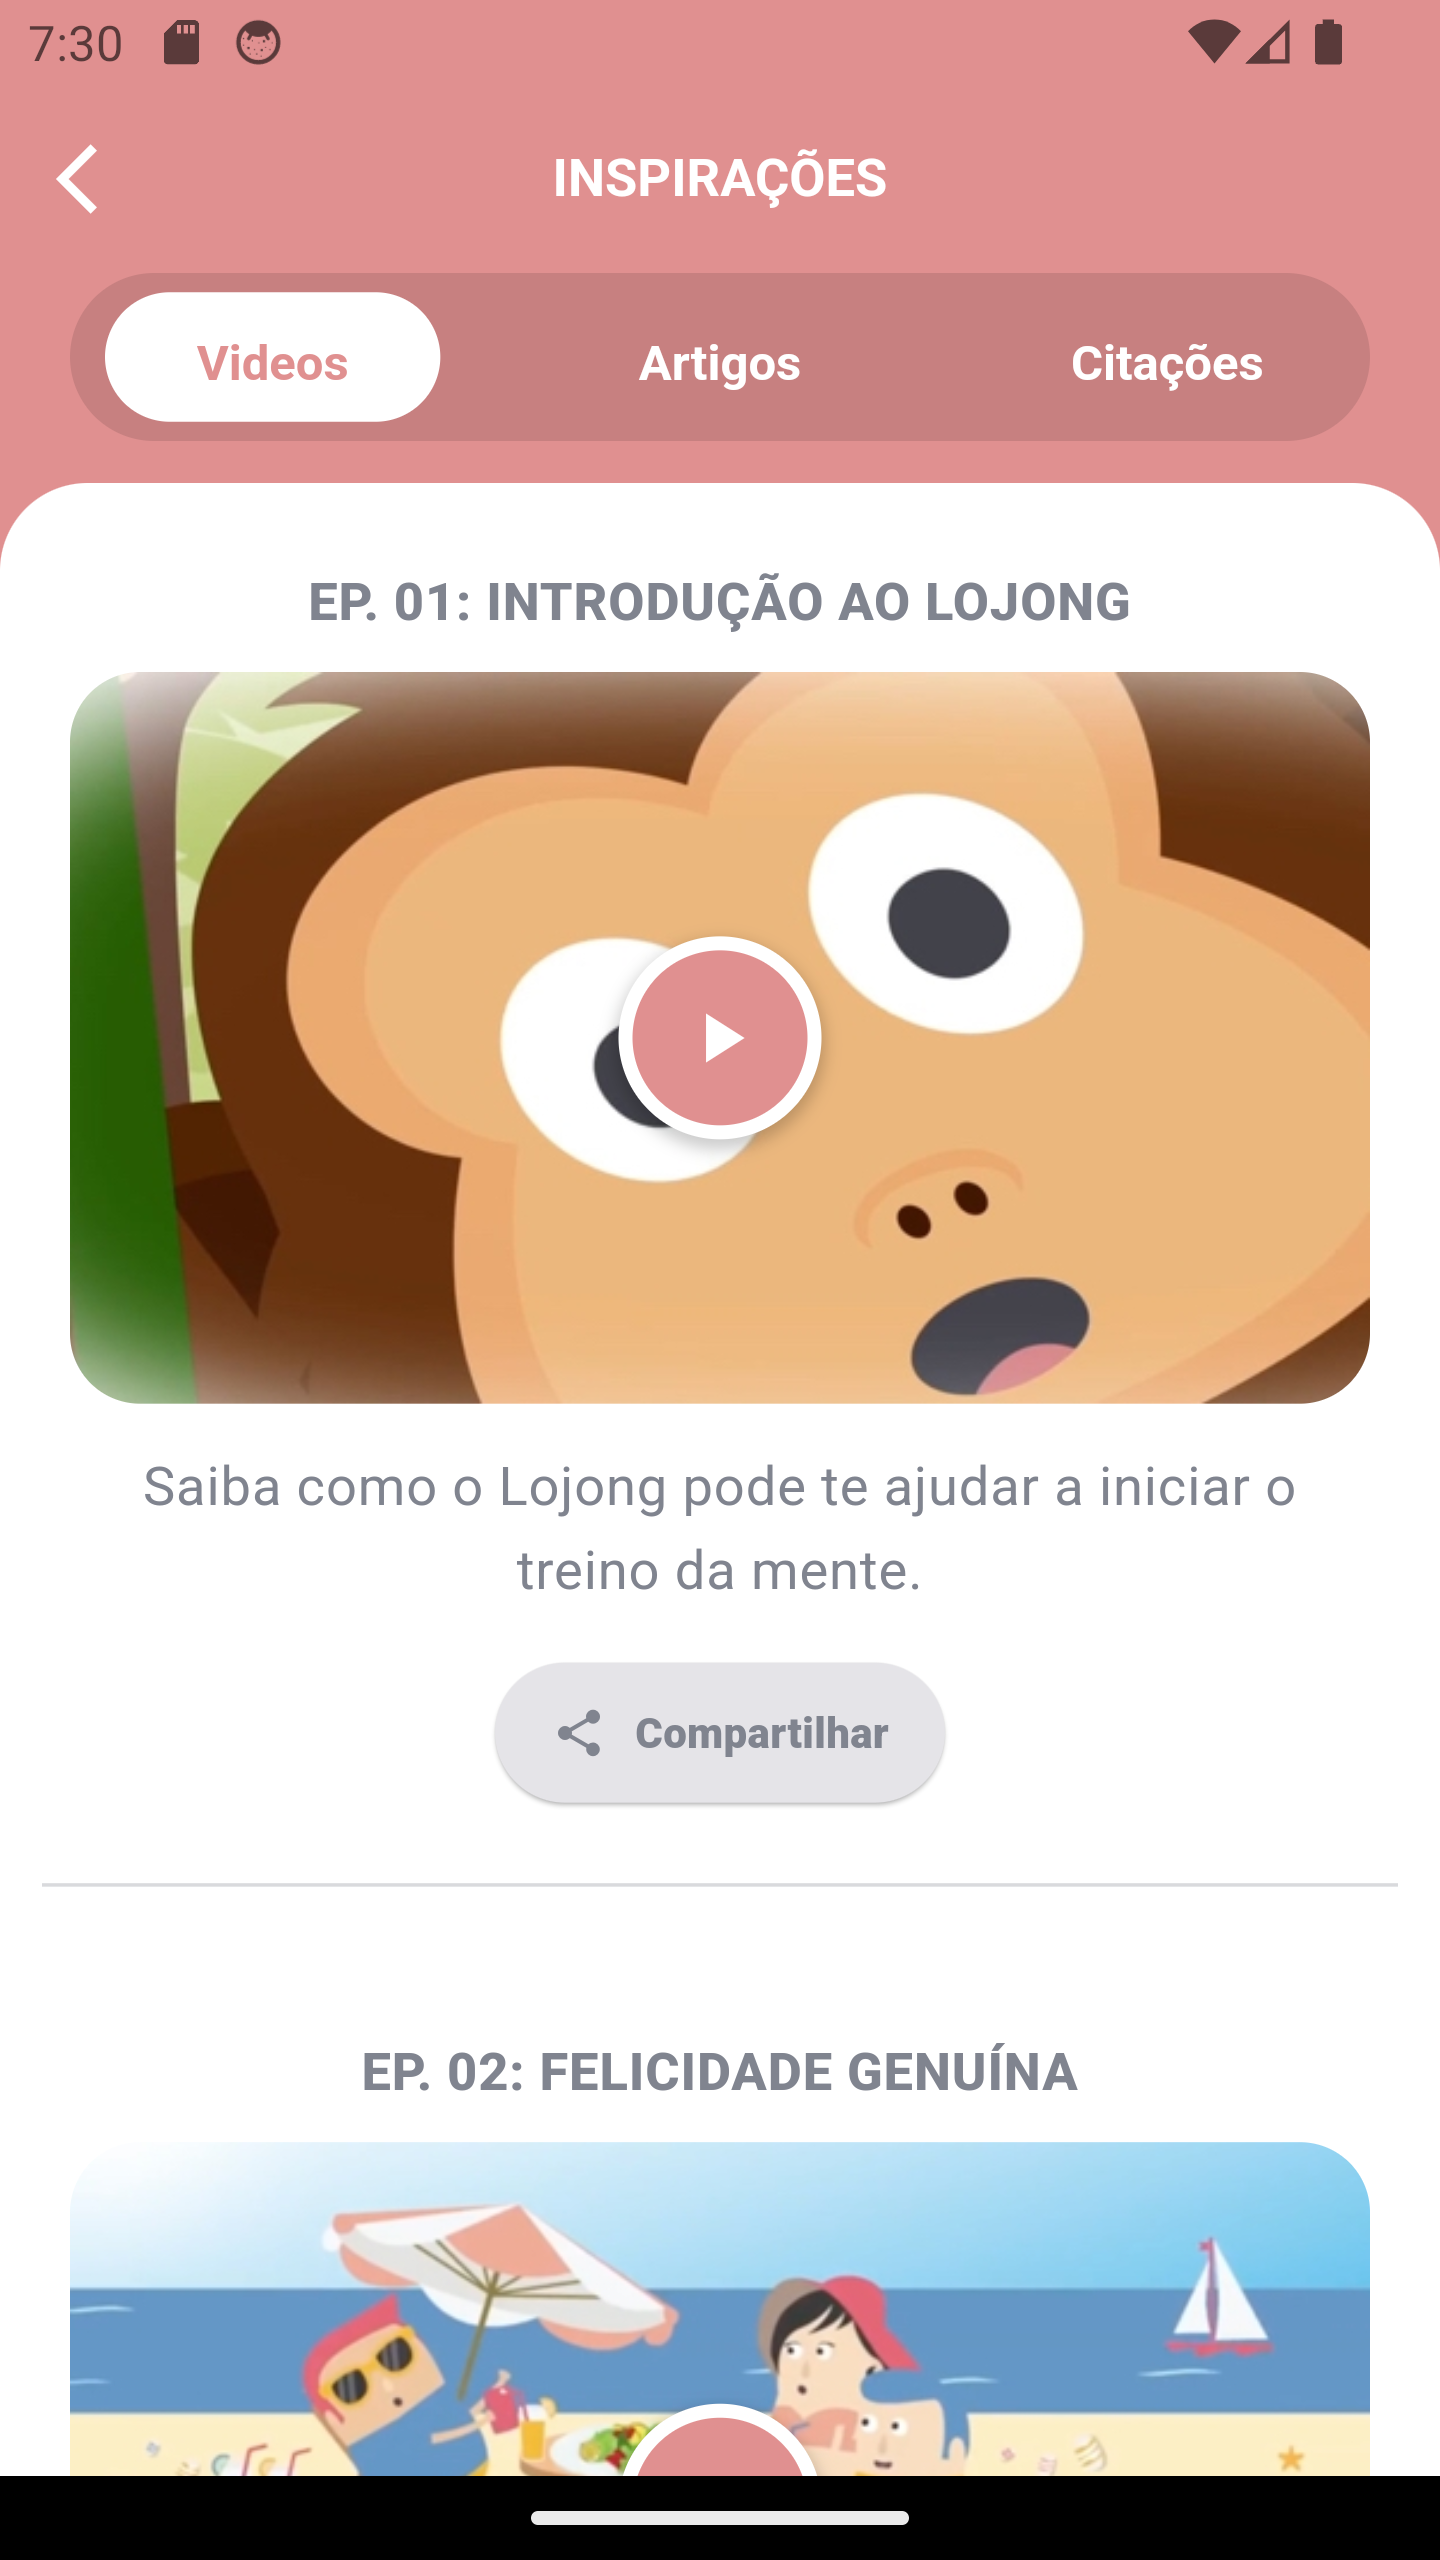 7:30
INSPIRAÇÕES
Videos
Artigos
Citações
EP. 01: INTRODUÇÃO AO LOJONG
Saiba como o Lojong pode te ajudar a iniciar o
treino da mente.
Compartilhar
EP. 02: FELICIDADE GENUÍNA